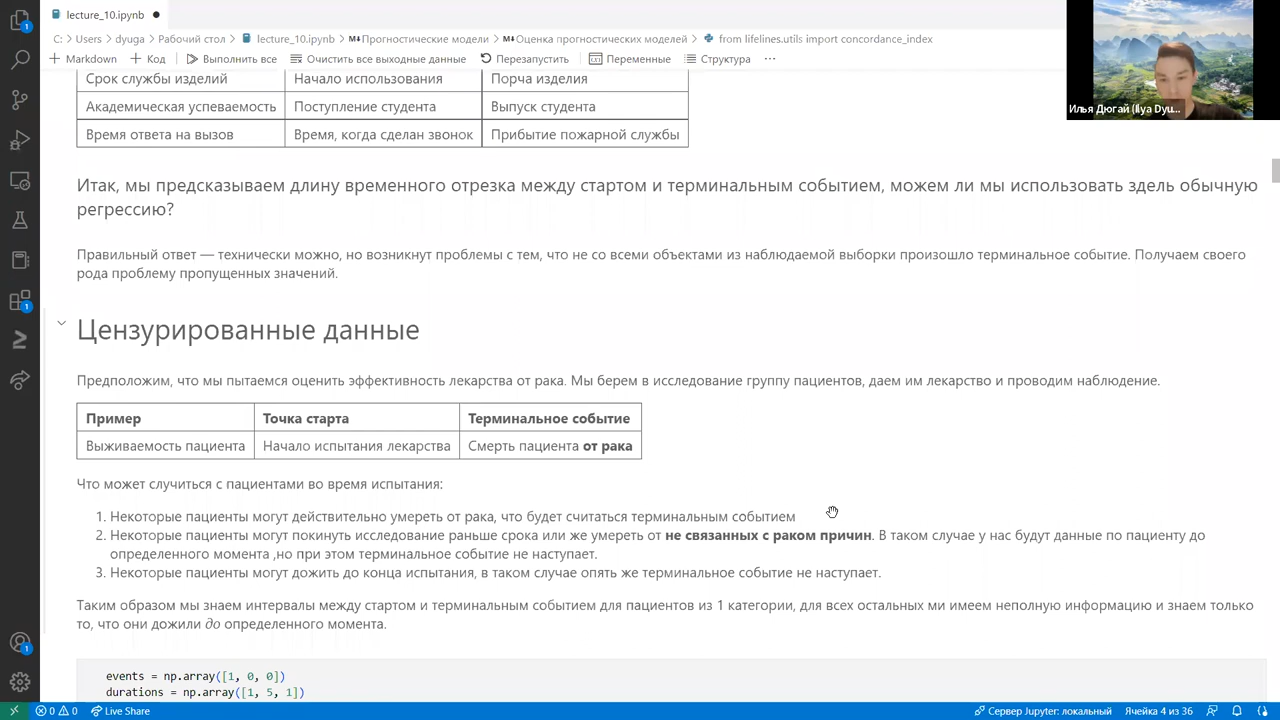 lecture_10.ipynb
C: > Users > dyuga > Рабочий стол > lecture_10.ipynb > Прогностические модели > Оценка прогностических моделей > from lifelines.utils import concordance_index
Markdown Код Выполнить все Очистить все выходные данные Перезапустить Переменные Структура ...
Илья Дюгай (Ilya Dyu...
Срок службы изделий Начало использования Порча изделия
Академическая успеваемость Поступление студента Выпуск студента
Время ответа на вызов Время, когда сделан звонок Прибытие пожарной службы
Итак, мы предсказываем длину временного отрезка между стартом и терминальным событием, можем ли мы использовать здель обычную
регрессию?
Правильный ответ — технически можно, но возникнут проблемы с тем, что не со всеми объектами из наблюдаемой выборки произошло терминальное событие. Получаем своего
рода проблему пропущенных значений.
Цензурированные данные
Предположим, что мы пытаемся оценить эффективность лекарства от рака. Мы берем в исследование группу пациентов, даем им лекарство и проводим наблюдение.
Пример Точка старта Терминальное событие
Выживаемость пациента Начало испытания лекарства Смерть пациента от рака
Что может случиться с пациентами во время испытания:
1. Некоторые пациенты могут действительно умереть от рака, что будет считаться терминальным событием
2. Некоторые пациенты могут покинуть исследование раньше срока или же умереть от не связанных с раком причин. В таком случае у нас будут данные по пациенту до
определенного момента ,но при этом терминальное событие не наступает.
3. Некоторые пациенты могут дожить до конца испытания, в таком случае опять же терминальное событие не наступает.
Таким образом мы знаем интервалы между стартом и терминальным событием для пациентов из 1 категории, для всех остальных ми имеем неполную информацию и знаем только
то, что они дожили до определенного момента.
events = np.array([1, 0, 0])
durations = np.array([1, 5, 1])
0 0 Live Share Сервер Jupyter: локальный Ячейка 4 из 36